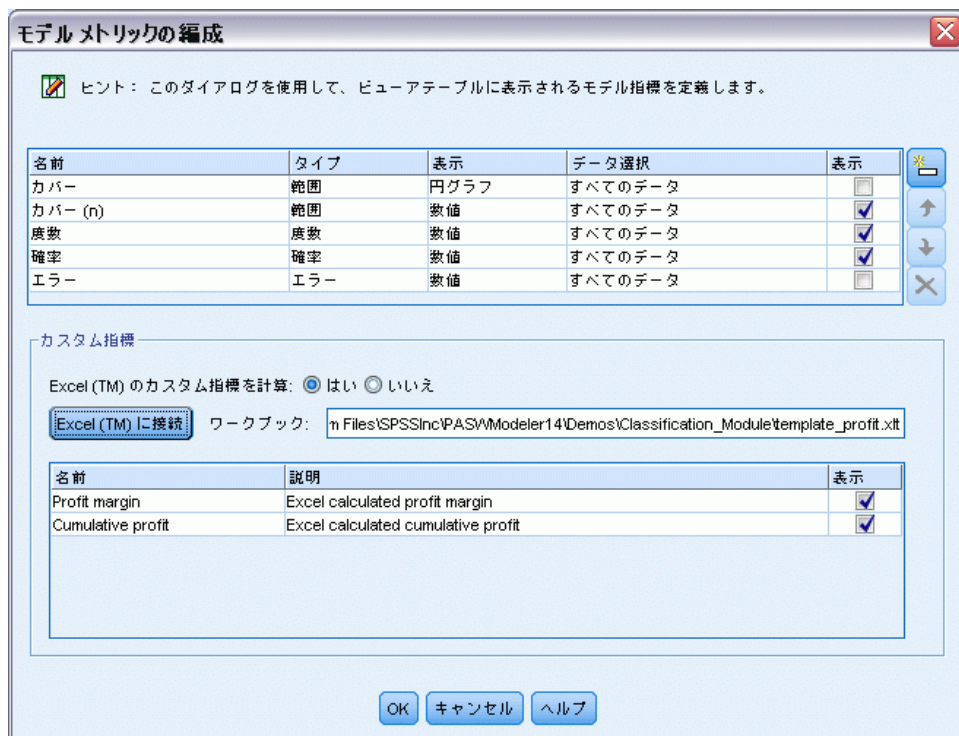 モデル メトリックの編成
ヒント： このダイアログを使用して、ビューアテーブルに表示されるモデル指標を定義します。
名前 タイプ 表示 データ選択 表示
カバー 範囲 円グラフ すべてのデータ
カバー (n) 範囲 数値 すべてのデータ
度数 度数 数値 すべてのデータ
確率 確率 数値 すべてのデータ
エラー エラー 数値 すべてのデータ
カスタム指標
Excel (TM) のカスタム指標を計算: はい いいえ
Excel (TM) に接続 ワークブック: m Files\SPSSInc\PASWModeler14\Demos\Classification_Module\template_profit.xlt
名前 説明 表示
Profit margin Excel calculated profit margin
Cumulative profit Excel calculated cumulative profit
OK キャンセル ヘルプ